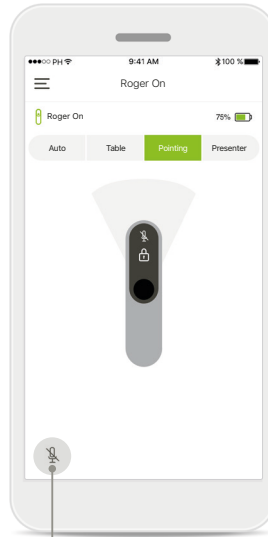 PH 9:41 AM 100 %
Roger On
Roger On 75%
Auto Table Pointing Presenter